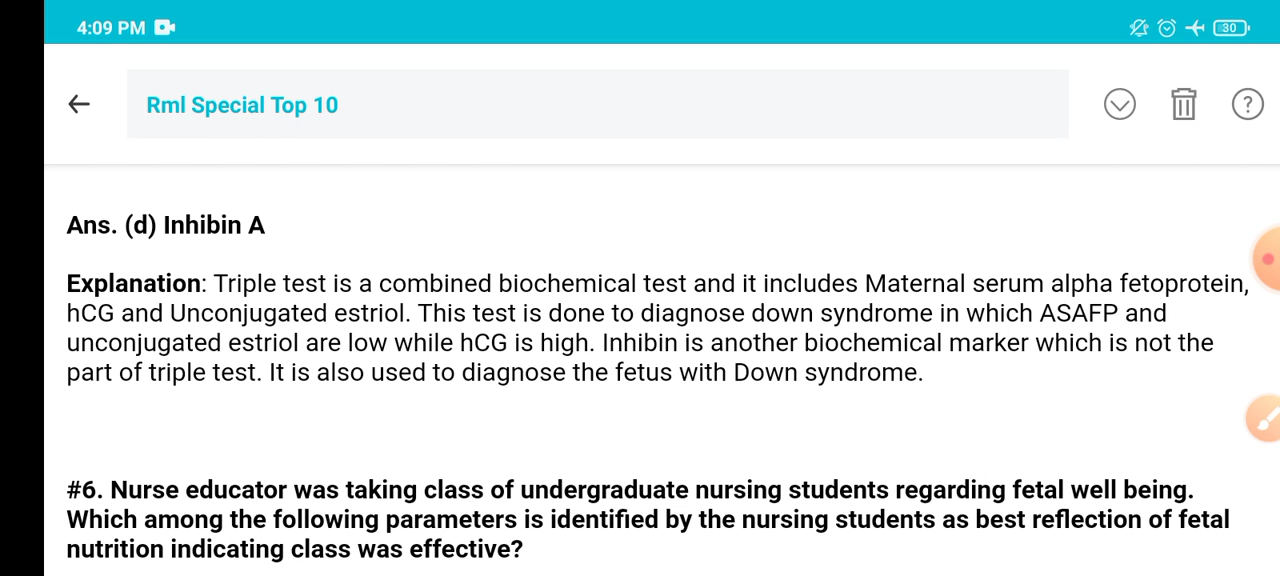 4:09 PM
30
Rml Special Top 10
?
Ans. (d) Inhibin A
Explanation: Triple test is a combined biochemical test and it includes Maternal serum alpha fetoprotein,
hCG and Unconjugated estriol. This test is done to diagnose down syndrome in which ASAFP and
unconjugated estriol are low while hCG is high. Inhibin is another biochemical marker which is not the
part of triple test. It is also used to diagnose the fetus with Down syndrome.
#6. Nurse educator was taking class of undergraduate nursing students regarding fetal well being.
Which among the following parameters is identified by the nursing students as best reflection of fetal
nutrition indicating class was effective?